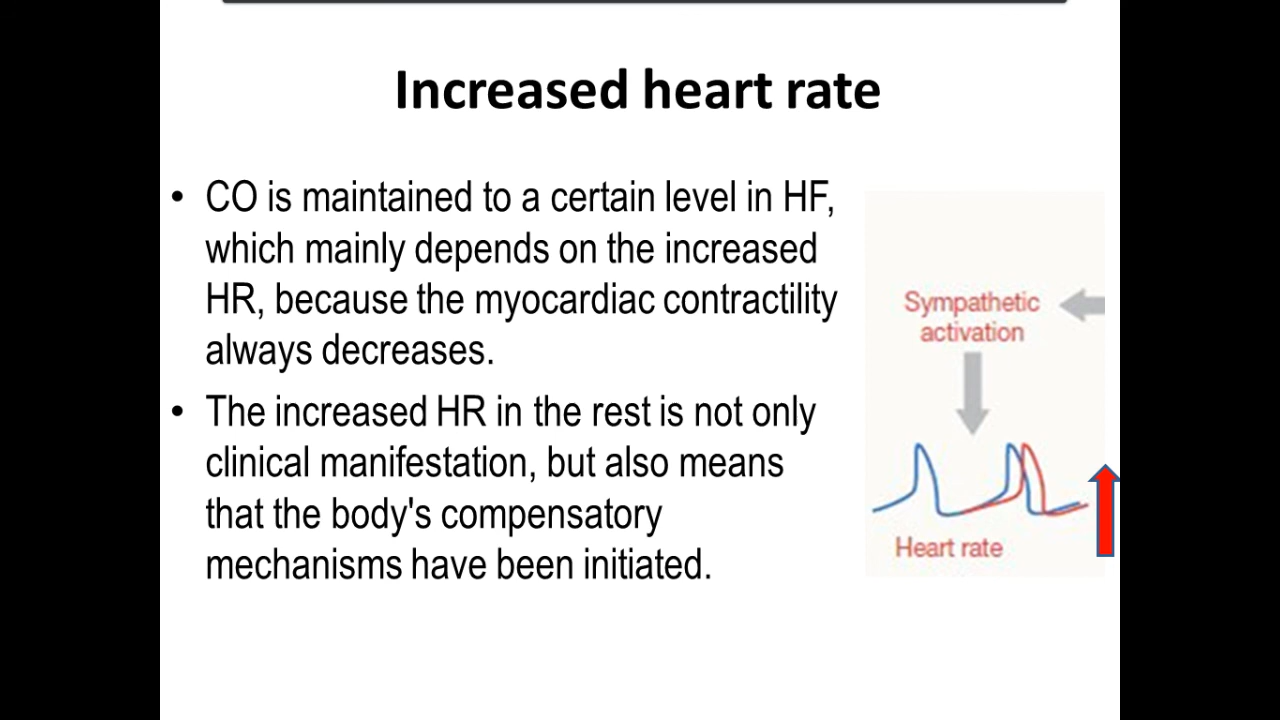 Increased heart rate
• CO is maintained to a certain level in HF,
which mainly depends on the increased
HR, because the myocardiac contractility
always decreases.
• The increased HR in the rest is not only
clinical manifestation, but also means
that the body's compensatory
mechanisms have been initiated.
Sympathetic
activation
Heart rate